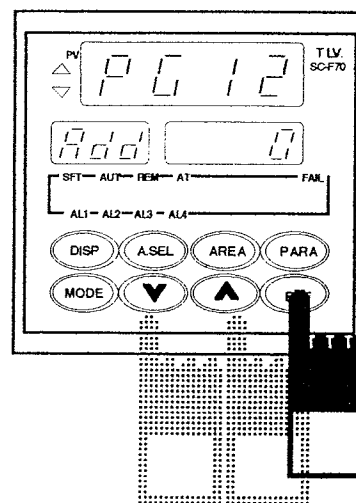 PV
TLV.
SC-F70
PG 12
Add 0
SFT AUT REM AT FAIL
AL1 AL2 AL3 AL4
DISP A.SEL AREA PARA
MODE